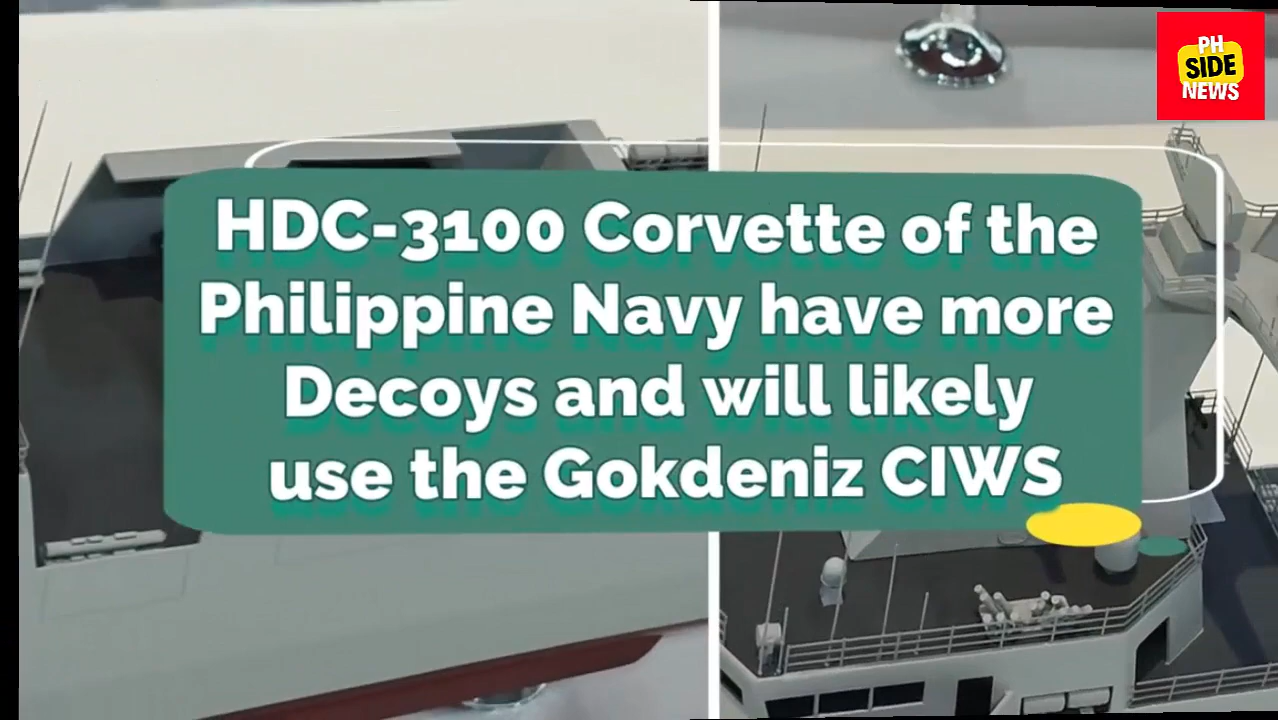 PH
SIDE
NEWS
HDC-3100 Corvette of the
Philippine Navy have more
Decoys and will likely
use the Gokdeniz CIWS